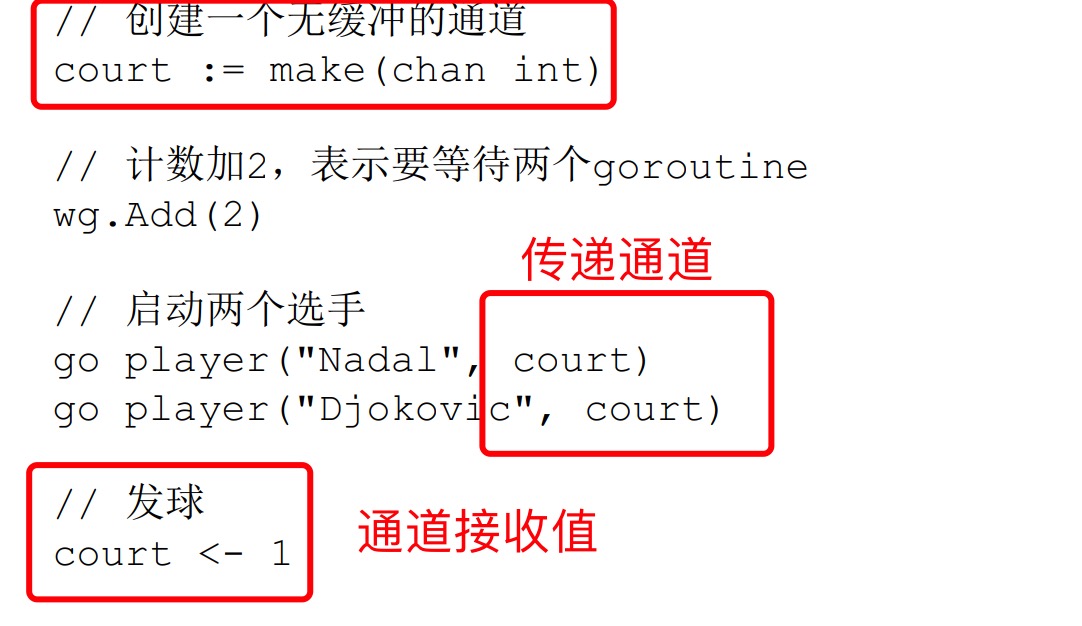 // 创建一个无缓冲的通道
court := make(chan int)
// 计数加2，表示要等待两个goroutine
wg.Add(2)
传递通道
// 启动两个选手
go player("Nadal", court)
go player("Djokovic", court)
// 发球
court <- 1
通道接收值